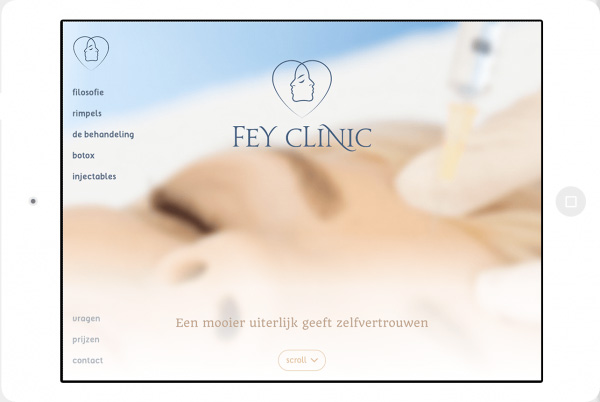 FEY CLINIC
filosofie
rimpels
de behandeling
botox
injectables
vragen
prijzen
contact
Een mooier uiterlijk geeft zelfvertrouwen
scroll